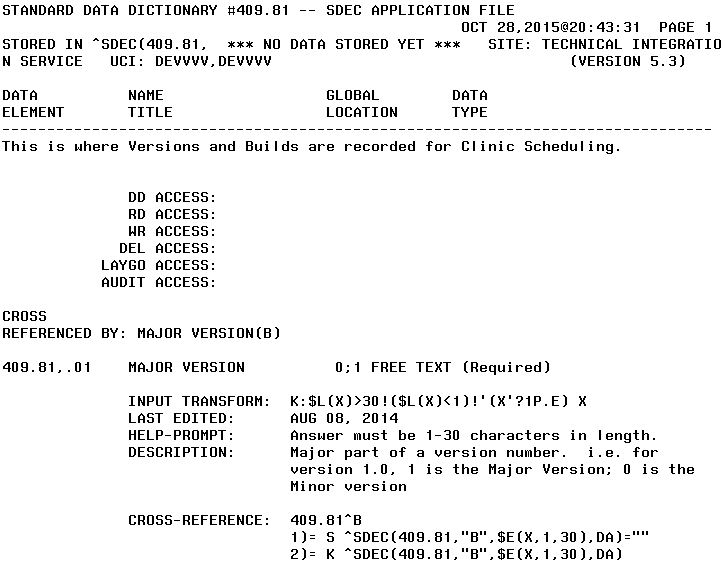 STANDARD DATA DICTIONARY #409.81 -- SDEC APPLICATION FILE
OCT 28,2015@20:43:31  PAGE 1
STORED IN ^SDEC(409.81,  *** NO DATA STORED YET ***   SITE: TECHNICAL INTEGRATIO
N SERVICE   UCI: DEVVVV,DEVVVV                                 (VERSION 5.3)
DATA          NAME                  GLOBAL        DATA
ELEMENT       TITLE                 LOCATION      TYPE
-------------------------------------------------------------------------------
This is where Versions and Builds are recorded for Clinic Scheduling.
DD ACCESS:
RD ACCESS:
WR ACCESS:
DEL ACCESS:
LAYGO ACCESS:
AUDIT ACCESS:
CROSS
REFERENCED BY: MAJOR VERSION(B)
409.81,.01    MAJOR VERSION          0;1 FREE TEXT (Required)
INPUT TRANSFORM:  K:$L(X)>30!($L(X)<1)!'(X'?1P.E) X
LAST EDITED:      AUG 08, 2014
HELP-PROMPT:      Answer must be 1-30 characters in length.
DESCRIPTION:      Major part of a version number.  i.e. for
version 1.0, 1 is the Major Version; 0 is the
Minor version
CROSS-REFERENCE:  409.81^B
1)= S ^SDEC(409.81,"B",$E(X,1,30),DA)=""
2)= K ^SDEC(409.81,"B",$E(X,1,30),DA)